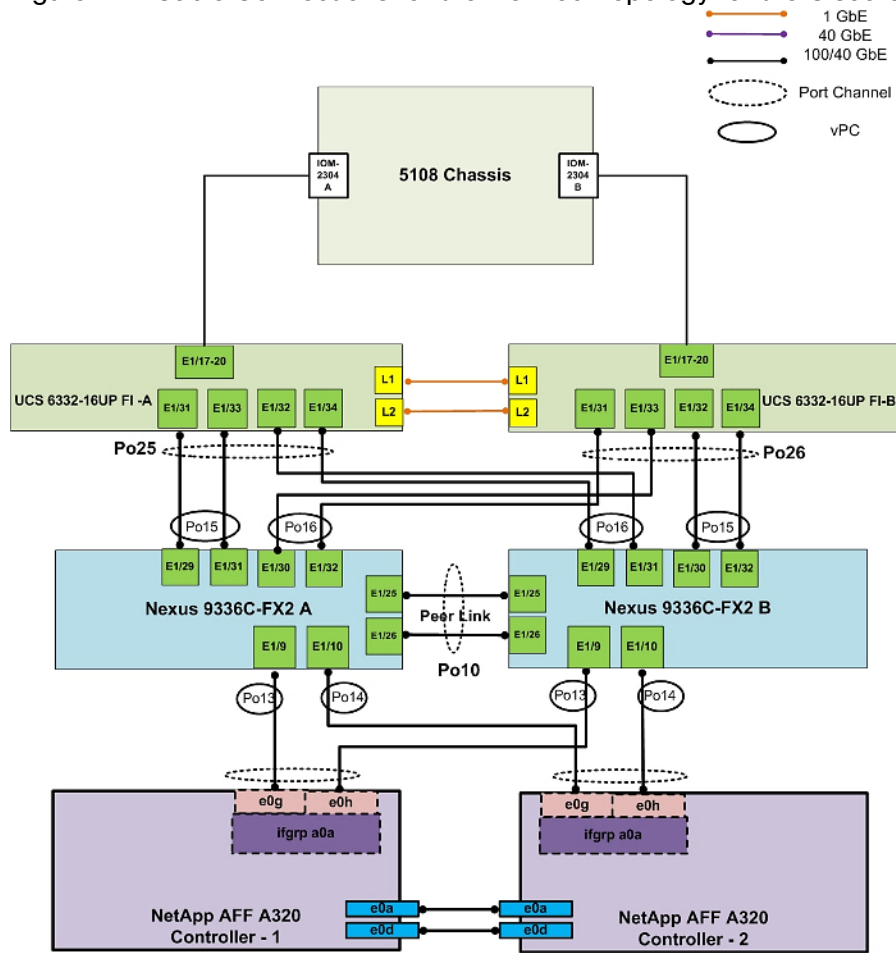 1 GbE
40 GbE
100/40 GbE
Port Channel
vPC
IOM-
2304
A
5108 Chassis
IOM-
2304
B
E1/17-20
E1/17-20
UCS 6332-16UP FI -A
E1/31
E1/33
E1/32
E1/34
L1
L2
L1
L2
E1/31
E1/33
E1/32
E1/34
UCS 6332-16UP FI-B
Po25
Po26
Po15
Po16
Po16
Po15
E1/29
E1/31
E1/30
E1/32
E1/29
E1/31
E1/30
E1/32
Nexus 9336C-FX2 A
E1/25
E1/26
Peer Link
E1/25
E1/26
Nexus 9336C-FX2 B
E1/9
E1/10
Po10
E1/9
E1/10
Po13
Po14
Po13
Po14
e0g
e0h
ifgrp a0a
e0g
e0h
ifgrp a0a
NetApp AFF A320
Controller - 1
e0a
e0d
e0a
e0d
NetApp AFF A320
Controller - 2